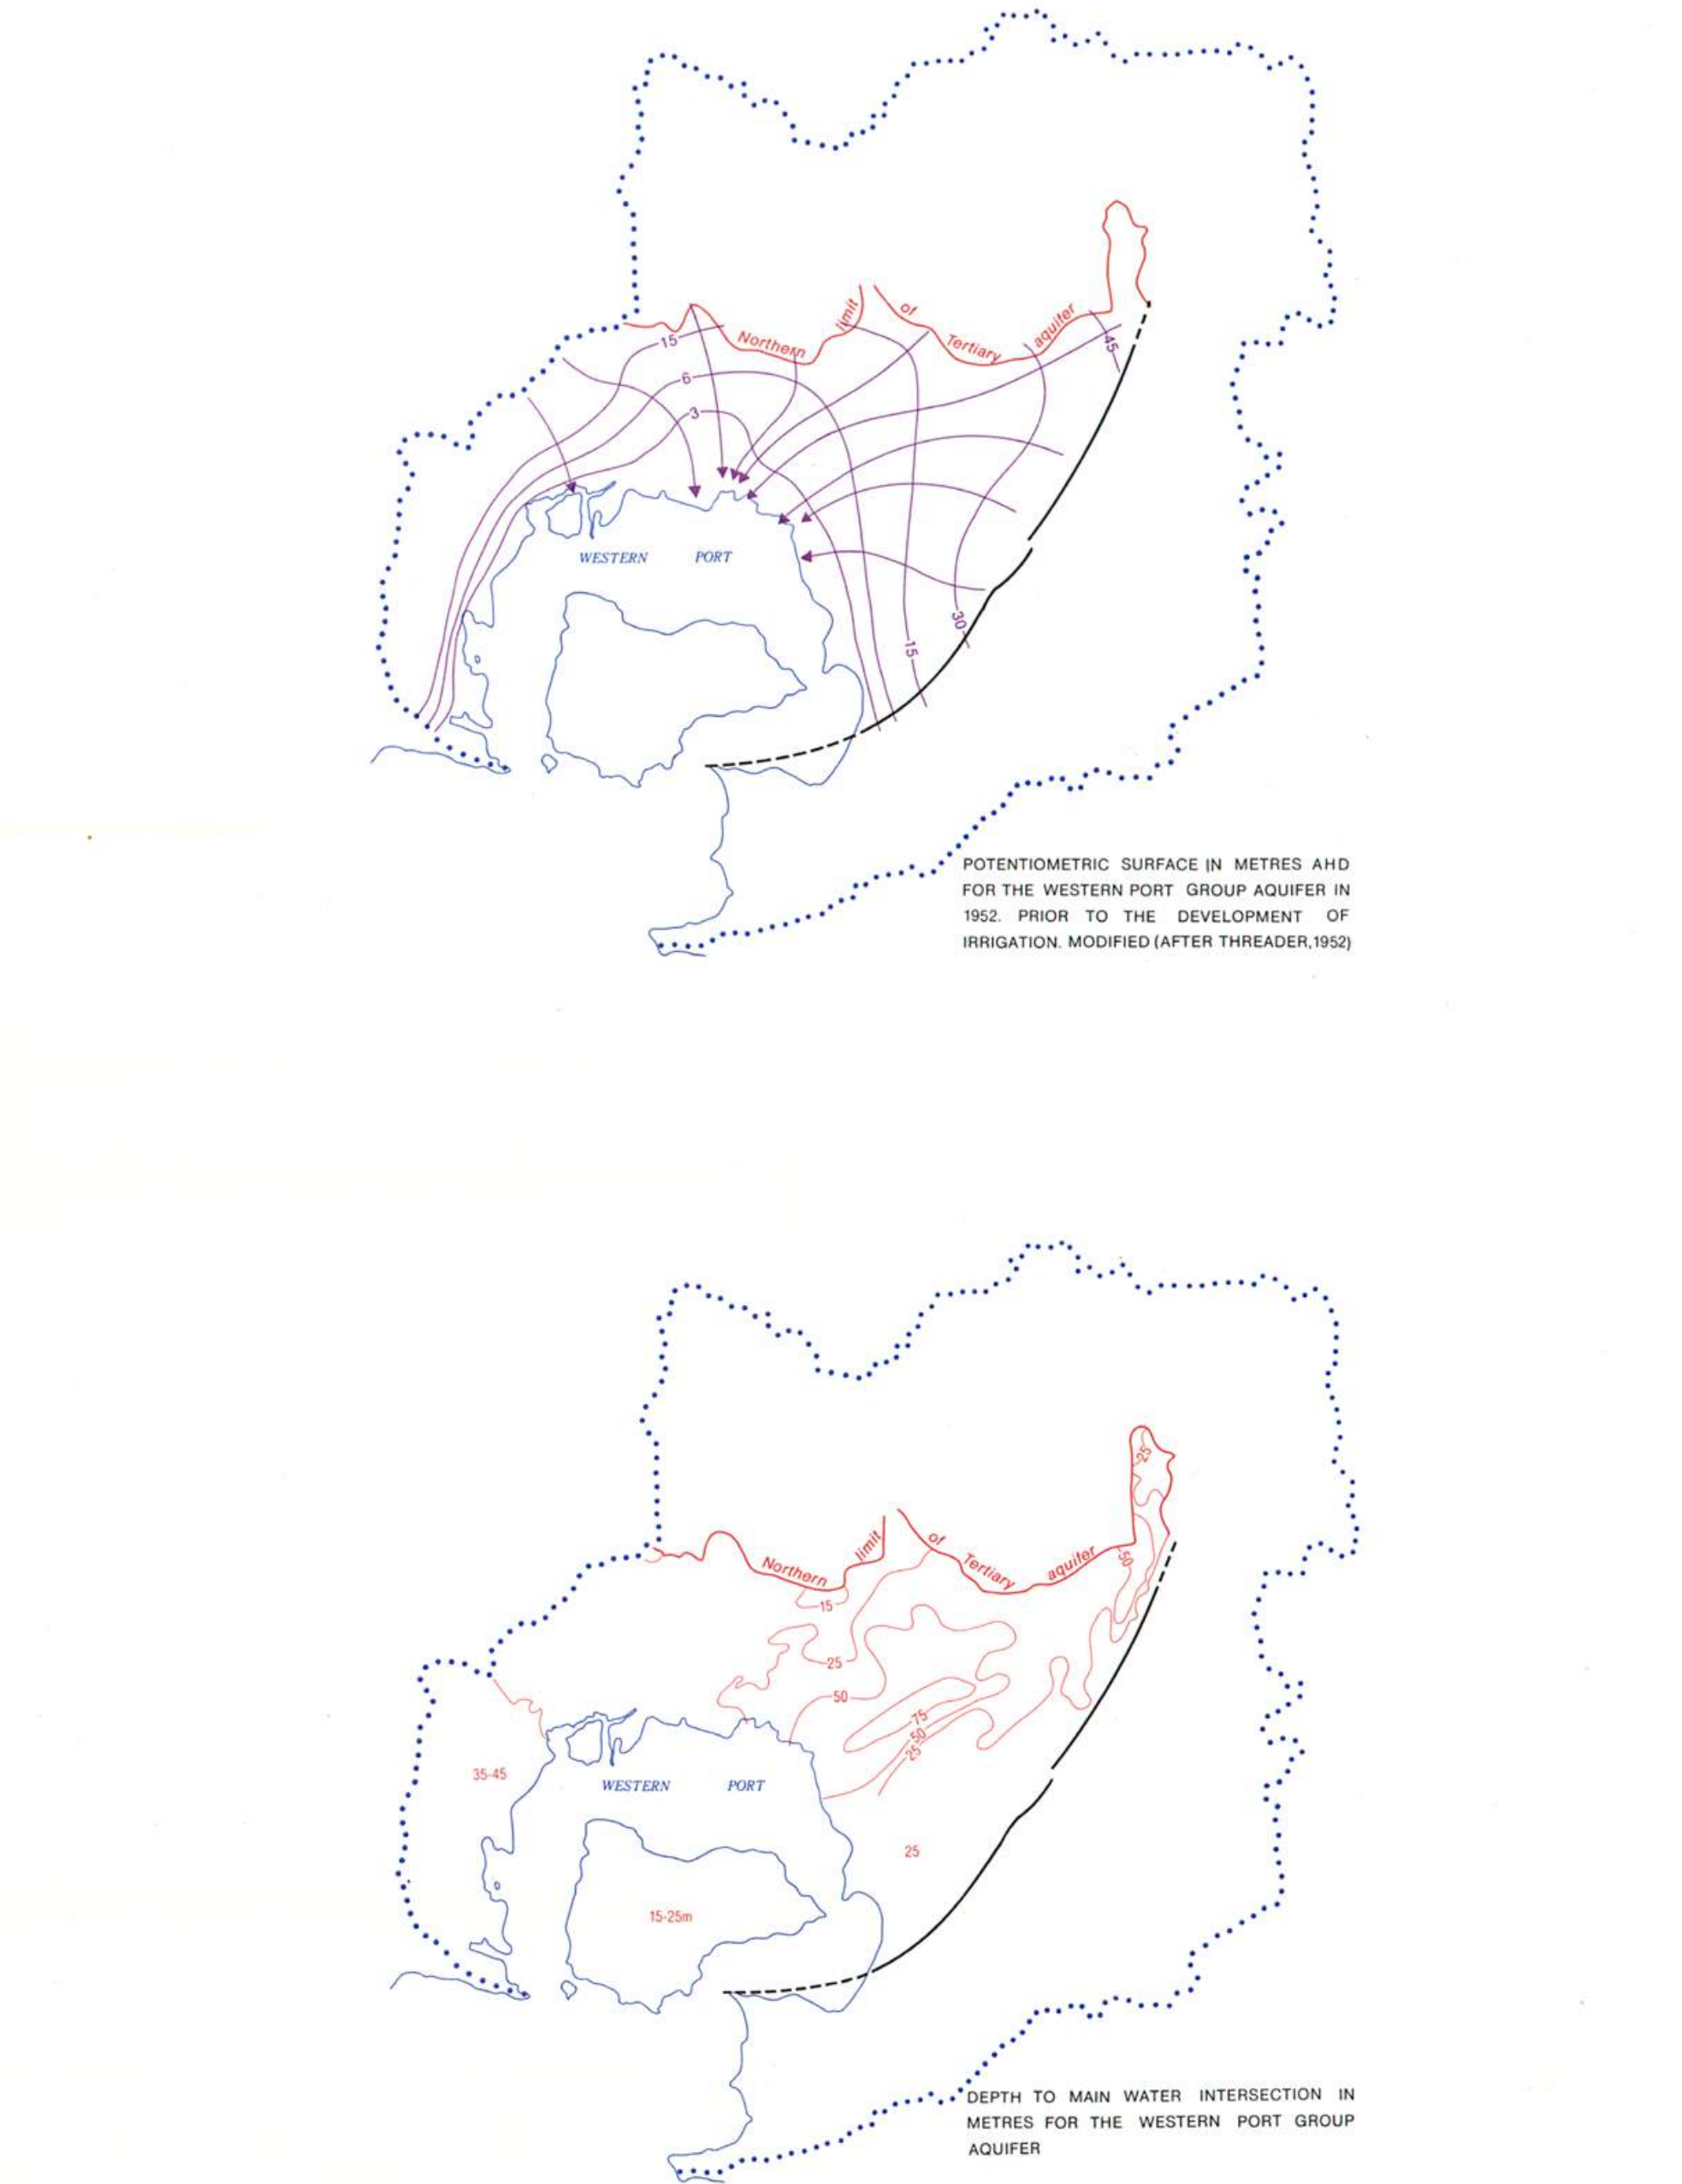 limit
of
Northern
Tertiary
aquifer
15
45
6
3
WESTERN PORT
30
15
POTENTIOMETRIC SURFACE IN METRES AHD
FOR THE WESTERN PORT GROUP AQUIFER IN
1952. PRIOR TO THE DEVELOPMENT OF
IRRIGATION. MODIFIED (AFTER THREADER,1952)
25
limit
of
Northern
Tertiary
aquifer
50
15
25
50
75
50
25
35-45
WESTERN PORT
25
15-25m
DEPTH TO MAIN WATER INTERSECTION IN
METRES FOR THE WESTERN PORT GROUP
AQUIFER